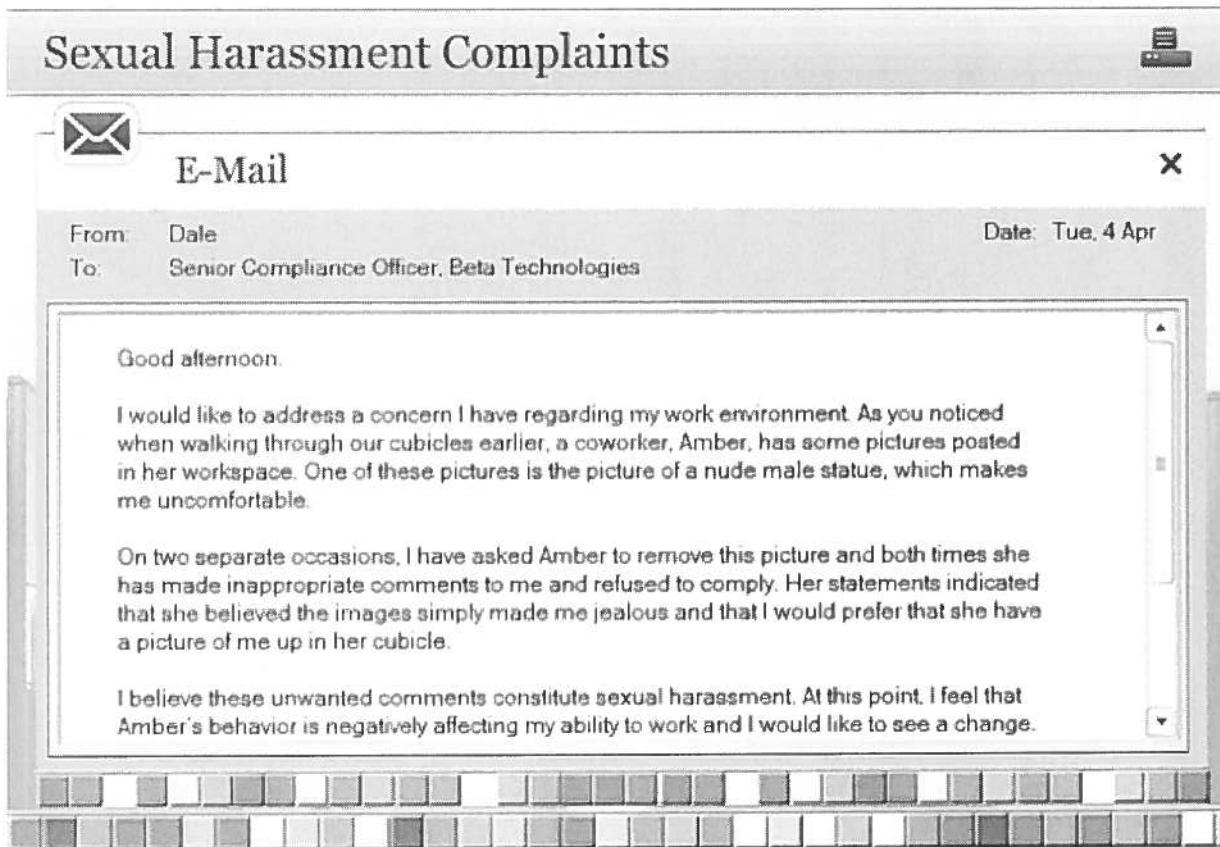 Sexual Harassment Complaints
E-Mail
From: Dale
Date: Tue, 4 Apr
To: Senior Compliance Officer, Beta Technologies
Good afternoon.
I would like to address a concern I have regarding my work environment. As you noticed
when walking through our cubicles earlier, a coworker, Amber, has some pictures posted
in her workspace. One of these pictures is the picture of a nude male statue, which makes
me uncomfortable.
On two separate occasions, I have asked Amber to remove this picture and both times she
has made inappropriate comments to me and refused to comply. Her statements indicated
that she believed the images simply made me jealous and that I would prefer that she have
a picture of me up in her cubicle.
I believe these unwanted comments constitute sexual harassment. At this point, I feel that
Amber's behavior is negatively affecting my ability to work and I would like to see a change.